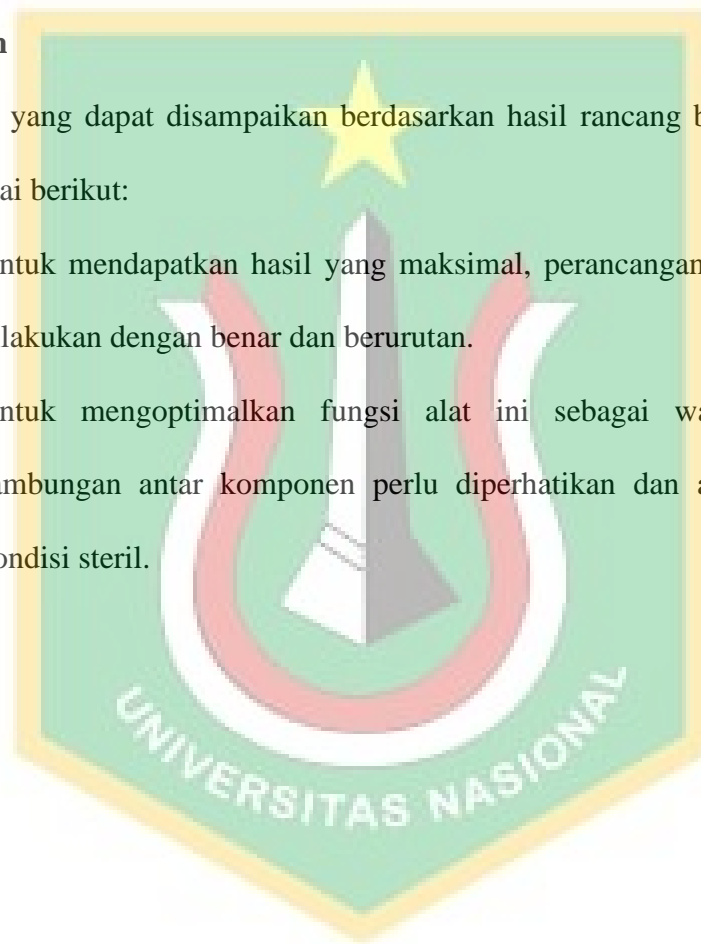 n
yang dapat disampaikan berdasarkan hasil rancang b
ai berikut:
ntuk mendapatkan hasil yang maksimal, perancangan
lakukan dengan benar dan berurutan.
ntuk mengoptimalkan fungsi alat ini sebagai wa
ambungan antar komponen perlu diperhatikan dan a
ondisi steril.
UNIVERSITAS NASIONAL